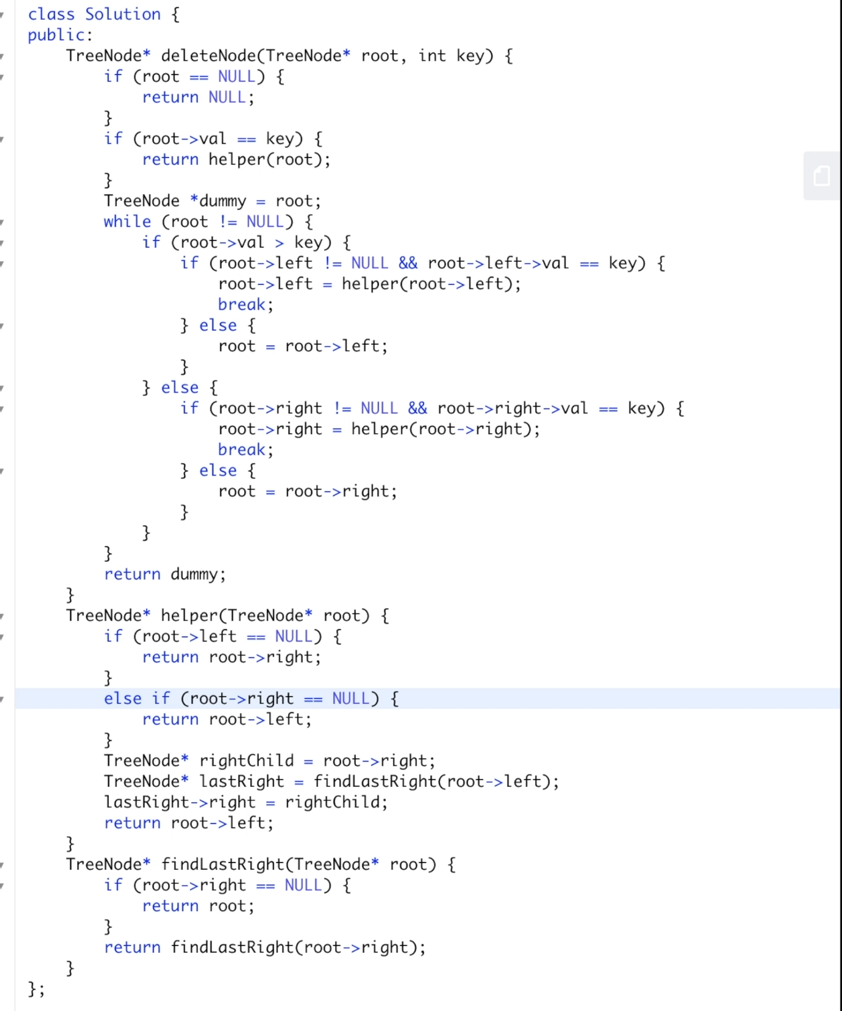 class Solution {
public:
    TreeNode* deleteNode(TreeNode* root, int key) {
        if (root == NULL) {
            return NULL;
        }
        if (root->val == key) {
            return helper(root);
        }
        TreeNode *dummy = root;
        while (root != NULL) {
            if (root->val > key) {
                if (root->left != NULL && root->left->val == key) {
                    root->left = helper(root->left);
                    break;
                } else {
                    root = root->left;
                }
            } else {
                if (root->right != NULL && root->right->val == key) {
                    root->right = helper(root->right);
                    break;
                } else {
                    root = root->right;
                }
            }
        }
        return dummy;
    }
    TreeNode* helper(TreeNode* root) {
        if (root->left == NULL) {
            return root->right;
        }
        else if (root->right == NULL) {
            return root->left;
        }
        TreeNode* rightChild = root->right;
        TreeNode* lastRight = findLastRight(root->left);
        lastRight->right = rightChild;
        return root->left;
    }
    TreeNode* findLastRight(TreeNode* root) {
        if (root->right == NULL) {
            return root;
        }
        return findLastRight(root->right);
    }
};